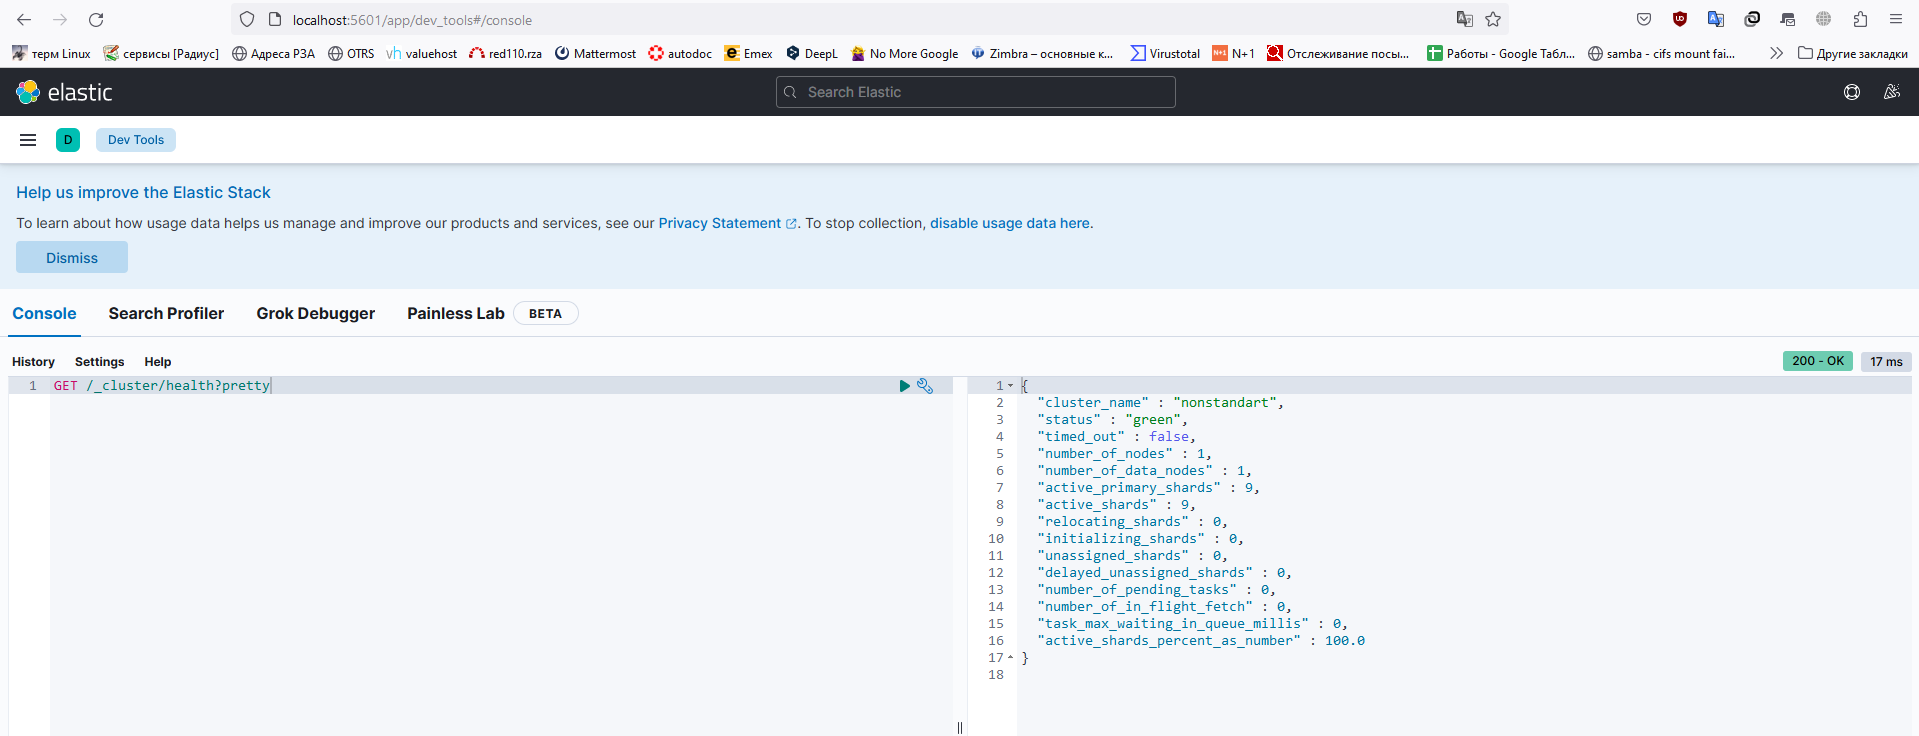 localhost:5601/app/dev_tools#/console
терм Linux сервисы [Радиус] Адреса РЗА OTRS valuehost red110.rza Mattermost autodoc Emex DeepL No More Google Zimbra – основные к... Virustotal N+1 Отслеживание посы... Работы - Google Табл... samba - cifs mount fai... Другие закладки
elastic Search Elastic
D Dev Tools
Help us improve the Elastic Stack
To learn about how usage data helps us manage and improve our products and services, see our Privacy Statement. To stop collection, disable usage data here.
Dismiss
Console Search Profiler Grok Debugger Painless Lab BETA
History Settings Help 200 - OK 17 ms
1 GET /_cluster/health?pretty
1 {
2 "cluster_name" : "nonstandart",
3 "status" : "green",
4 "timed_out" : false,
5 "number_of_nodes" : 1,
6 "number_of_data_nodes" : 1,
7 "active_primary_shards" : 9,
8 "active_shards" : 9,
9 "relocating_shards" : 0,
10 "initializing_shards" : 0,
11 "unassigned_shards" : 0,
12 "delayed_unassigned_shards" : 0,
13 "number_of_pending_tasks" : 0,
14 "number_of_in_flight_fetch" : 0,
15 "task_max_waiting_in_queue_millis" : 0,
16 "active_shards_percent_as_number" : 100.0
17 }
18